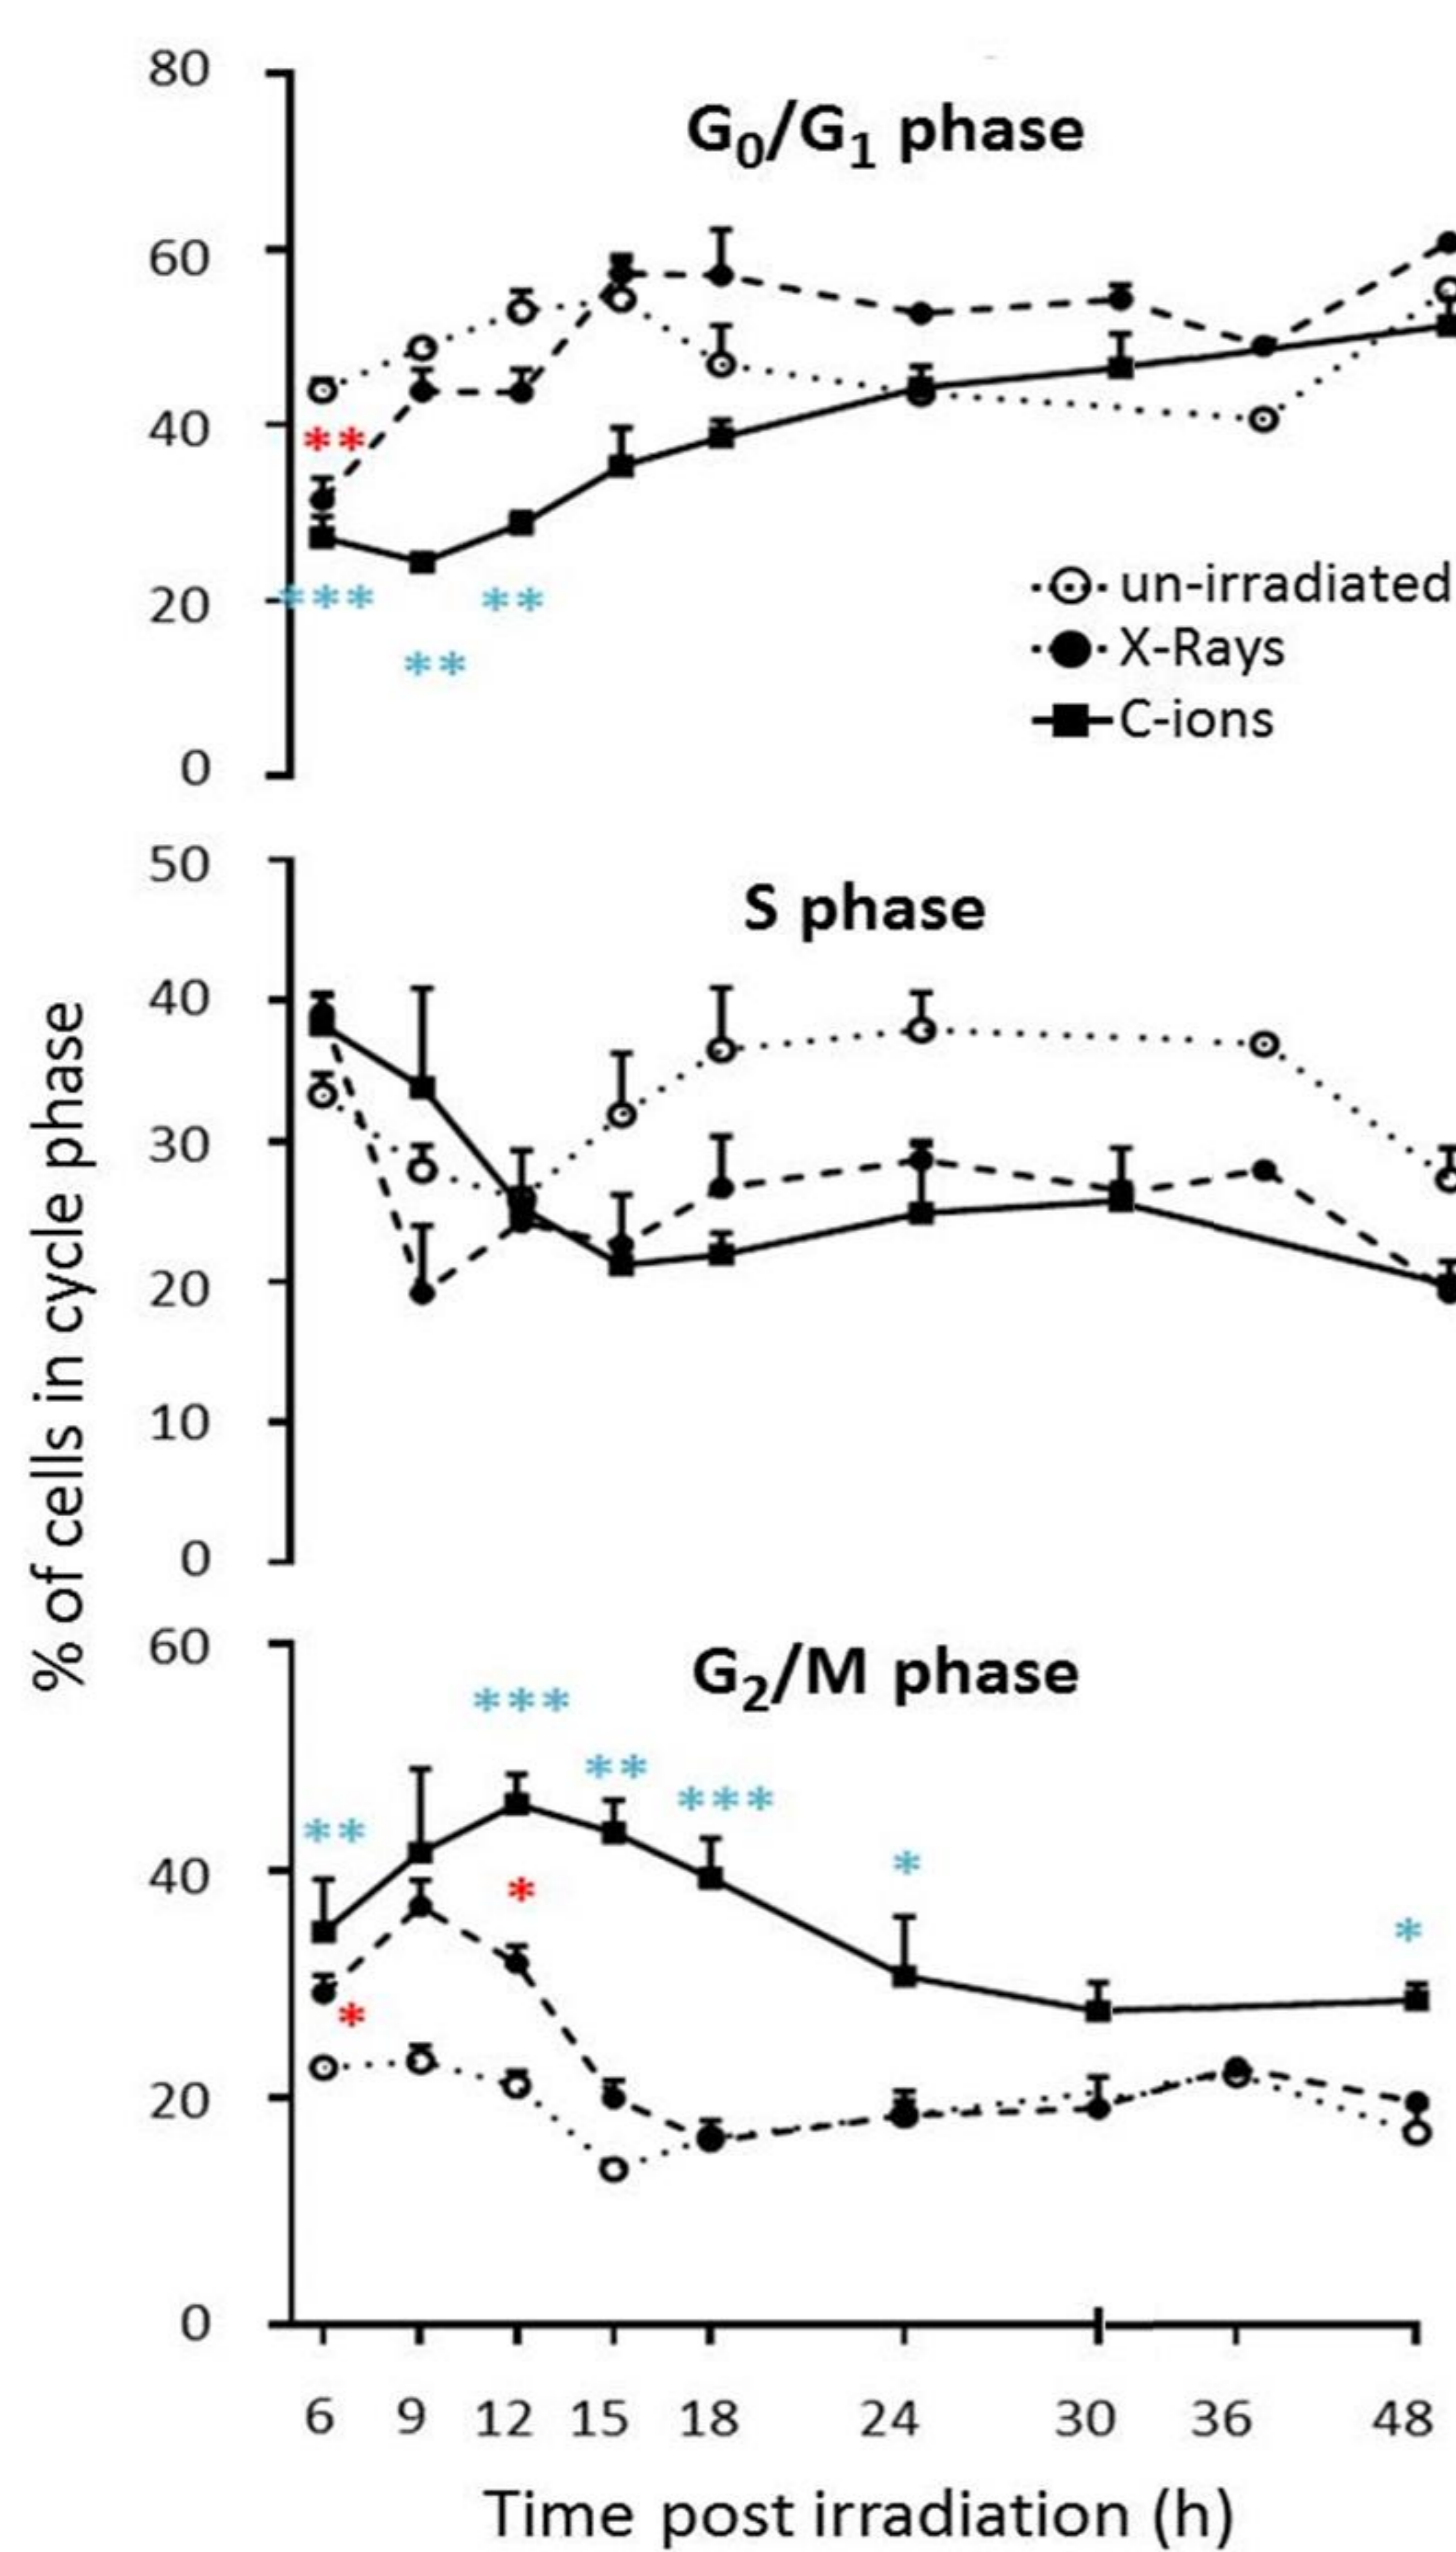 80
G0/G1 phase
60
40
**
20
*** **
**
un-irradiated
X-Rays
C-ions
0
% of cells in cycle phase
50
S phase
40
30
20
10
0
60
G2/M phase
***
**
***
**
*
40
*
*
*
20
0
6 9 12 15 18 24 30 36 48
Time post irradiation (h)